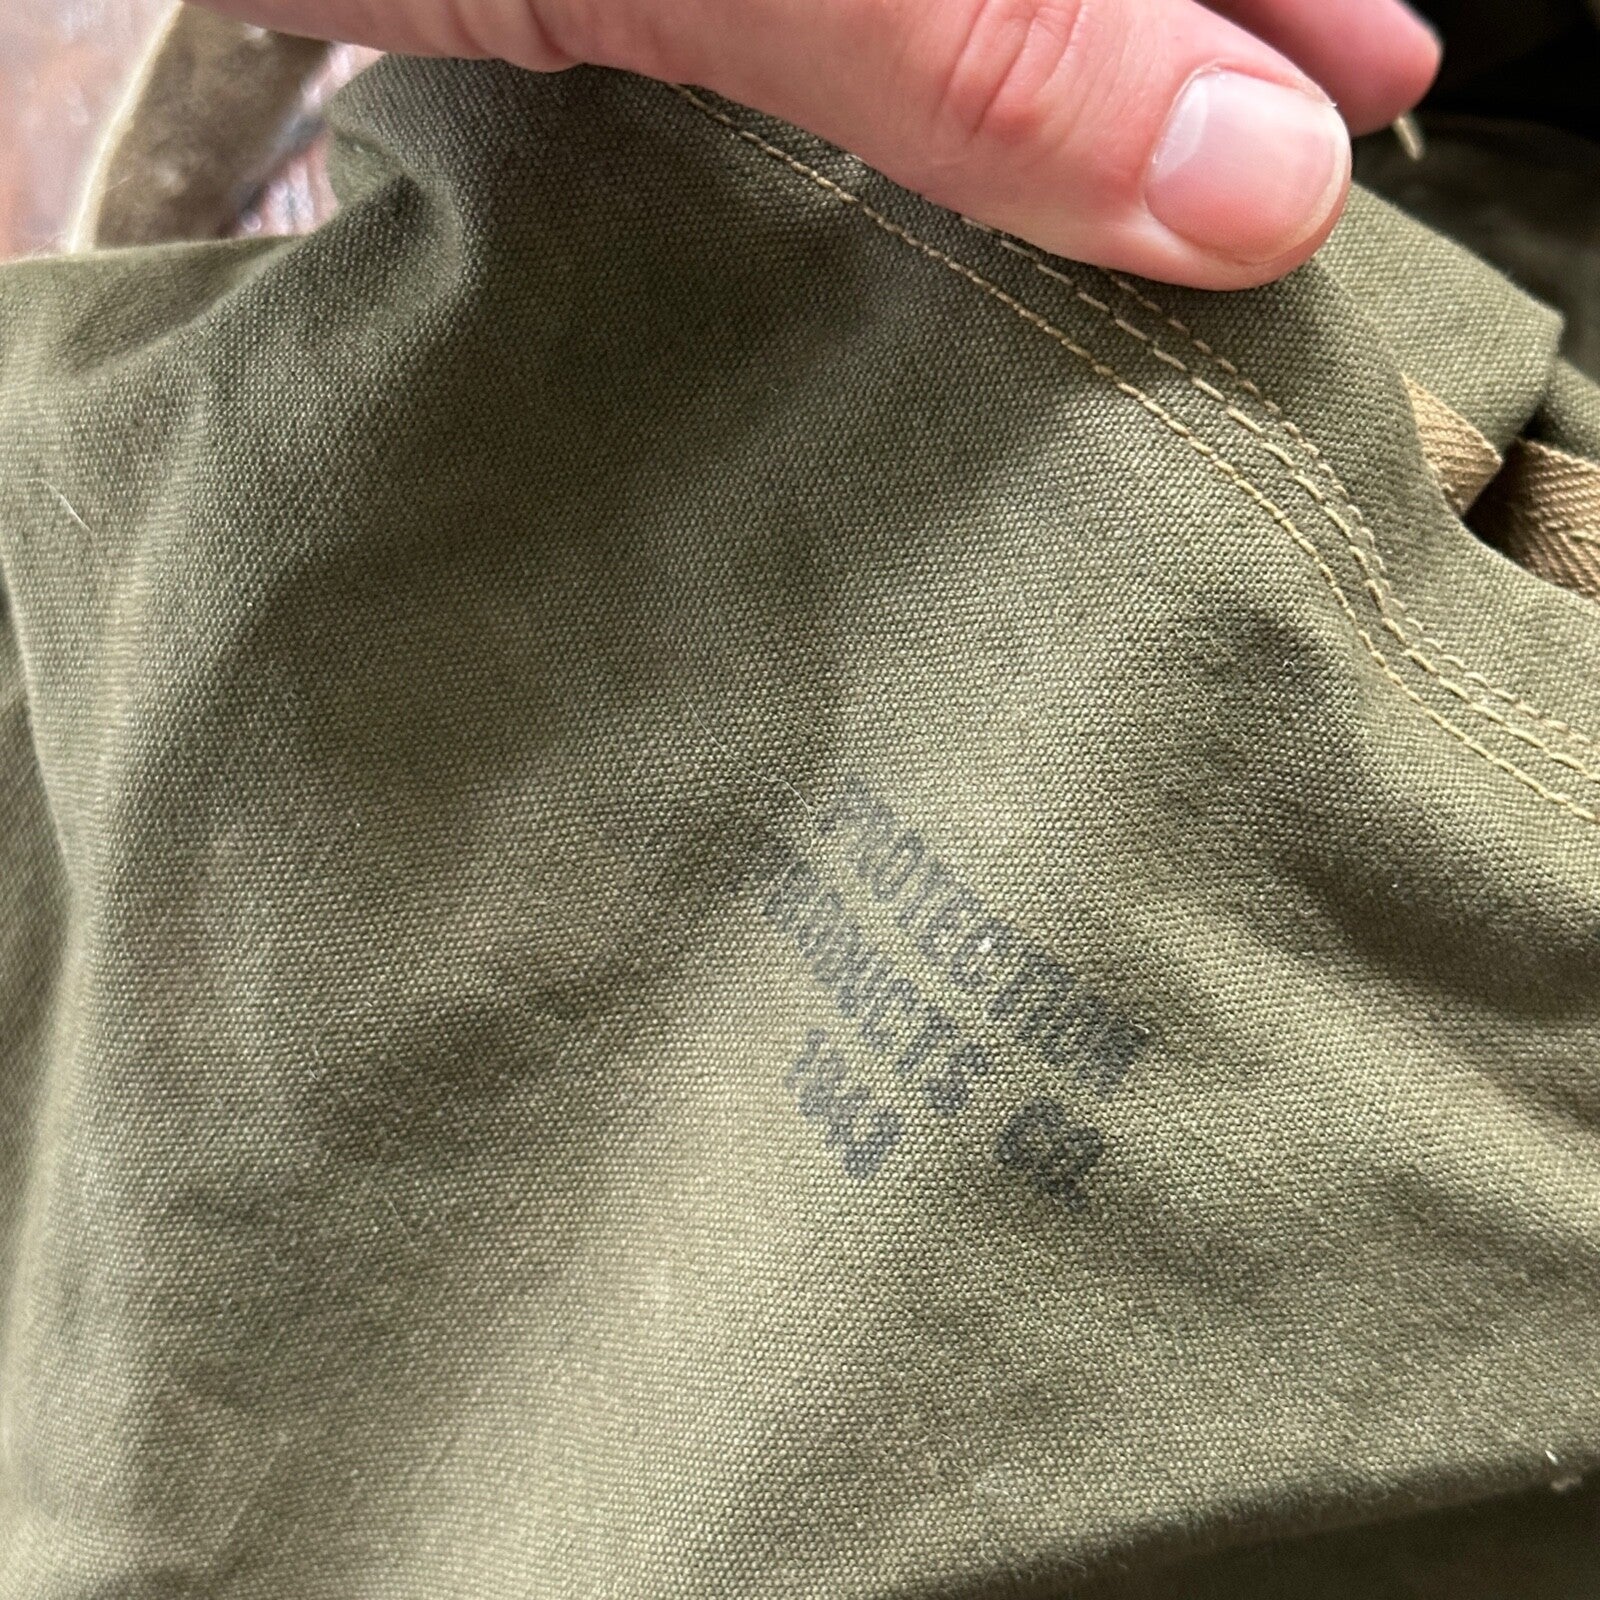 PROTECTION
PRODUCTS CO.
1943